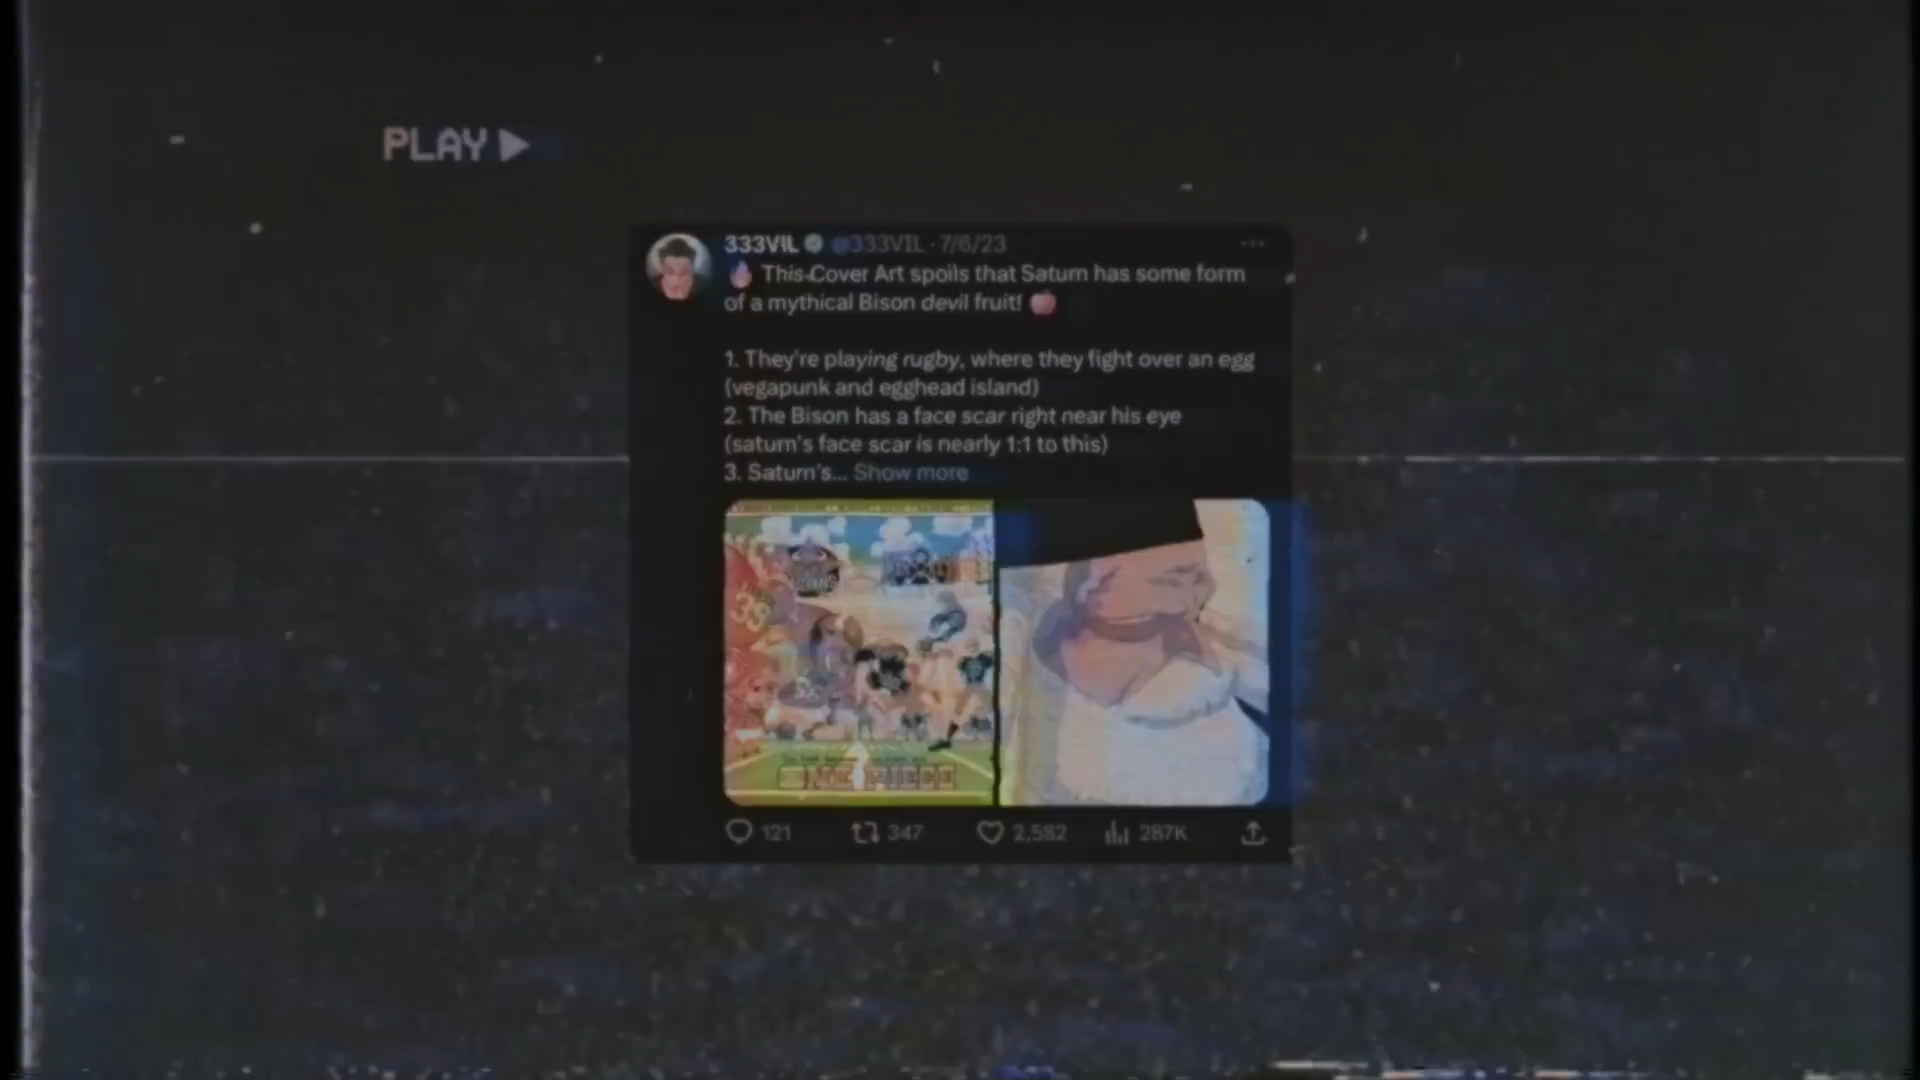 PLAY
333VIL @333VIL · 7/6/23
This Cover Art spoils that Saturn has some form
of a mythical Bison devil fruit!
1. They're playing rugby, where they fight over an egg
(vegapunk and egghead island)
2. The Bison has a face scar right near his eye
(saturn's face scar is nearly 1:1 to this)
3. Saturn's... Show more
39
ONE PIECE
121 347 2,582 287K